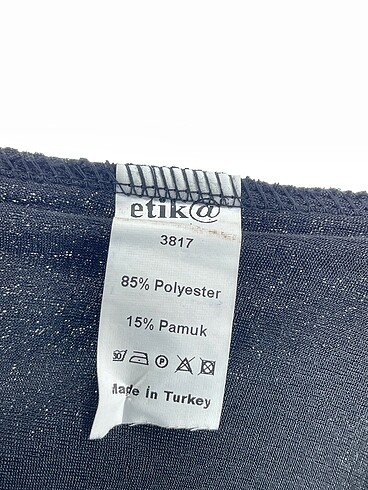 etik@
3817
85% Polyester
15% Pamuk
Made in Turkey